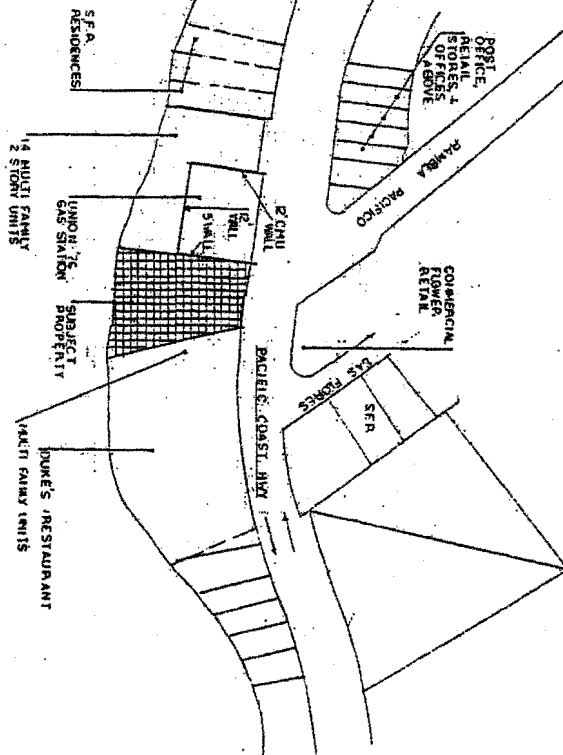 POST
OFFICE,
RETAIL
STORES, &
OFFICES
ABOVE
RAMBLA PACIFICO
COMMERCIAL
FLOWER
RETAIL
LAS FLORES
S.F.R.
PACIFIC COAST HWY
12' CMU
WALL
12'
WALL
5' WALL
S.F.R.
RESIDENCES
14 MULTI FAMILY
2 STORY UNITS
UNION '76
GAS STATION
SUBJECT
PROPERTY
MULTI FAMILY UNITS
DUKE'S RESTAURANT